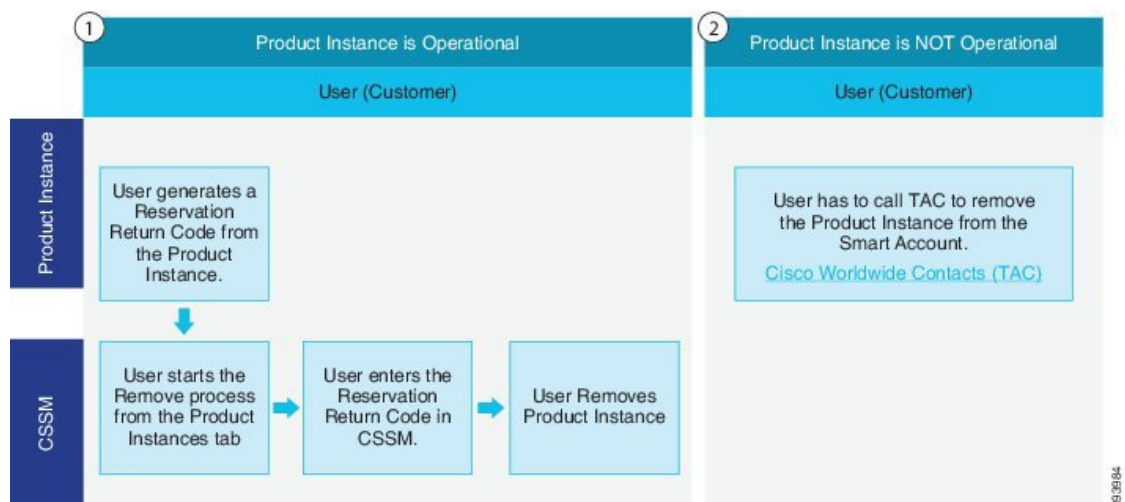 1
Product Instance is Operational
User (Customer)
2
Product Instance is NOT Operational
User (Customer)
Product Instance
User generates a
Reservation
Return Code from
the Product
Instance.
User has to call TAC to remove
the Product Instance from the
Smart Account.
Cisco Worldwide Contacts (TAC)
CSSM
User starts the
Remove process
from the Product
Instances tab
User enters the
Reservation
Return Code in
CSSM.
User Removes
Product Instance